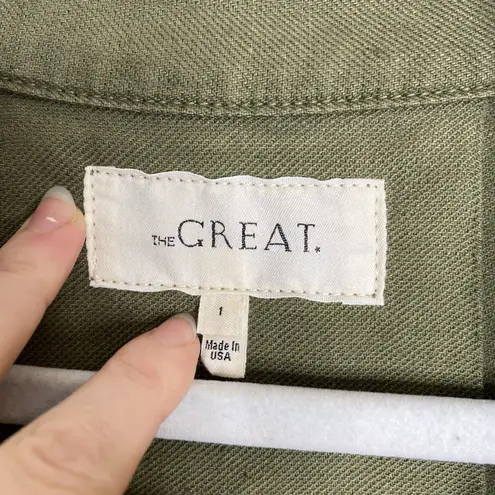 THE GREAT.
1
Made In
USA